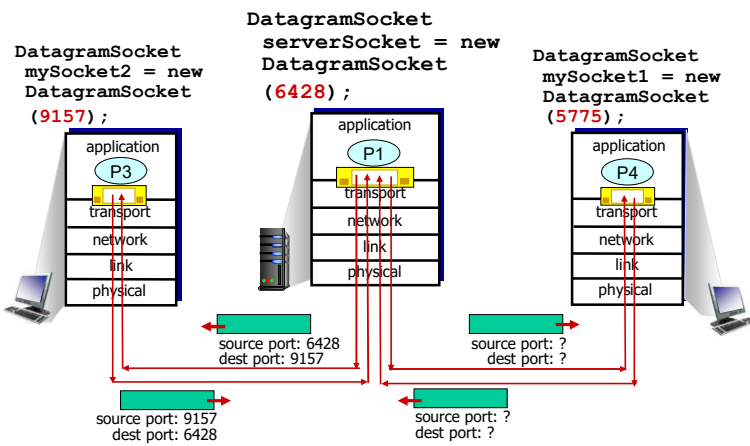 DatagramSocket
serverSocket = new
DatagramSocket
(6428);
DatagramSocket
mySocket2 = new
DatagramSocket
(9157);
DatagramSocket
mySocket1 = new
DatagramSocket
(5775);
application
P3
transport
network
link
physical
application
P1
transport
network
link
physical
application
P4
transport
network
link
physical
source port: 6428
dest port: 9157
source port: ?
dest port: ?
source port: 9157
dest port: 6428
source port: ?
dest port: ?